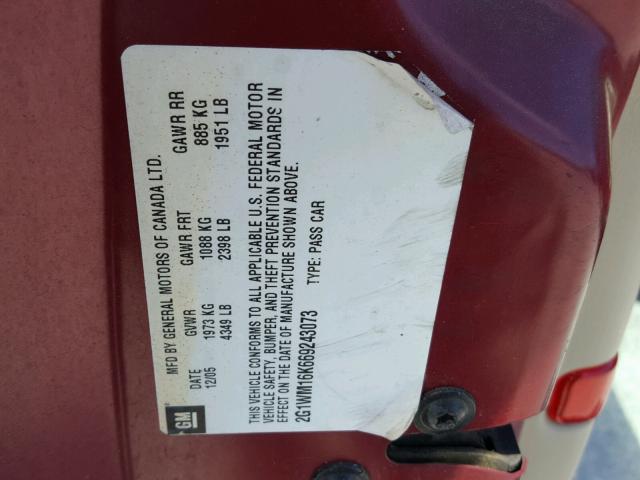 GM
MFD BY GENERAL MOTORS OF CANADA LTD.
DATE GVWR GAWR FRT GAWR RR
12/05 1973 KG 1088 KG 885 KG
4349 LB 2398 LB 1951 LB
THIS VEHICLE CONFORMS TO ALL APPLICABLE U.S. FEDERAL MOTOR
VEHICLE SAFETY, BUMPER, AND THEFT PREVENTION STANDARDS IN
EFFECT ON THE DATE OF MANUFACTURE SHOWN ABOVE.
2G1WM16K669243073 TYPE: PASS CAR